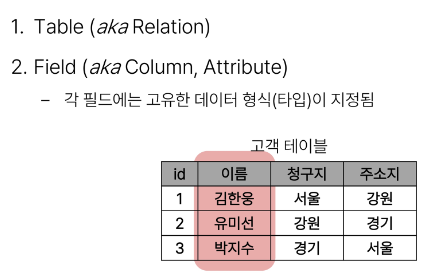 1. Table (aka Relation)
2. Field (aka Column, Attribute)
– 각 필드에는 고유한 데이터 형식(타입)이 지정됨
고객 테이블
id 이름 청구지 주소지
1 김한웅 서울 강원
2 유미선 강원 경기
3 박지수 경기 서울